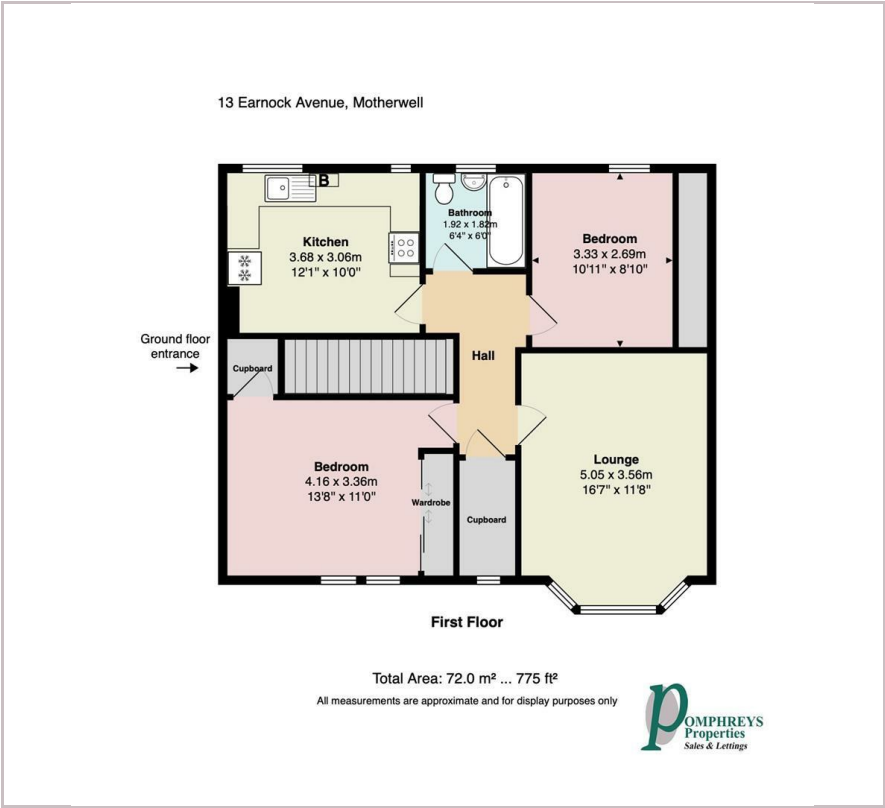 13 Earnock Avenue, Motherwell
B
Kitchen
3.68 x 3.06m
12'1" x 10'0"
Bathroom
1.92 x 1.82m
6'4" x 6'0"
Bedroom
3.33 x 2.69m
10'11" x 8'10"
Ground floor
entrance
Cupboard
Hall
Bedroom
4.16 x 3.36m
13'8" x 11'0"
Wardrobe
Cupboard
Lounge
5.05 x 3.56m
16'7" x 11'8"
First Floor
Total Area: 72.0 m² ... 775 ft²
All measurements are approximate and for display purposes only
POMPHREYS
Properties
Sales & Lettings